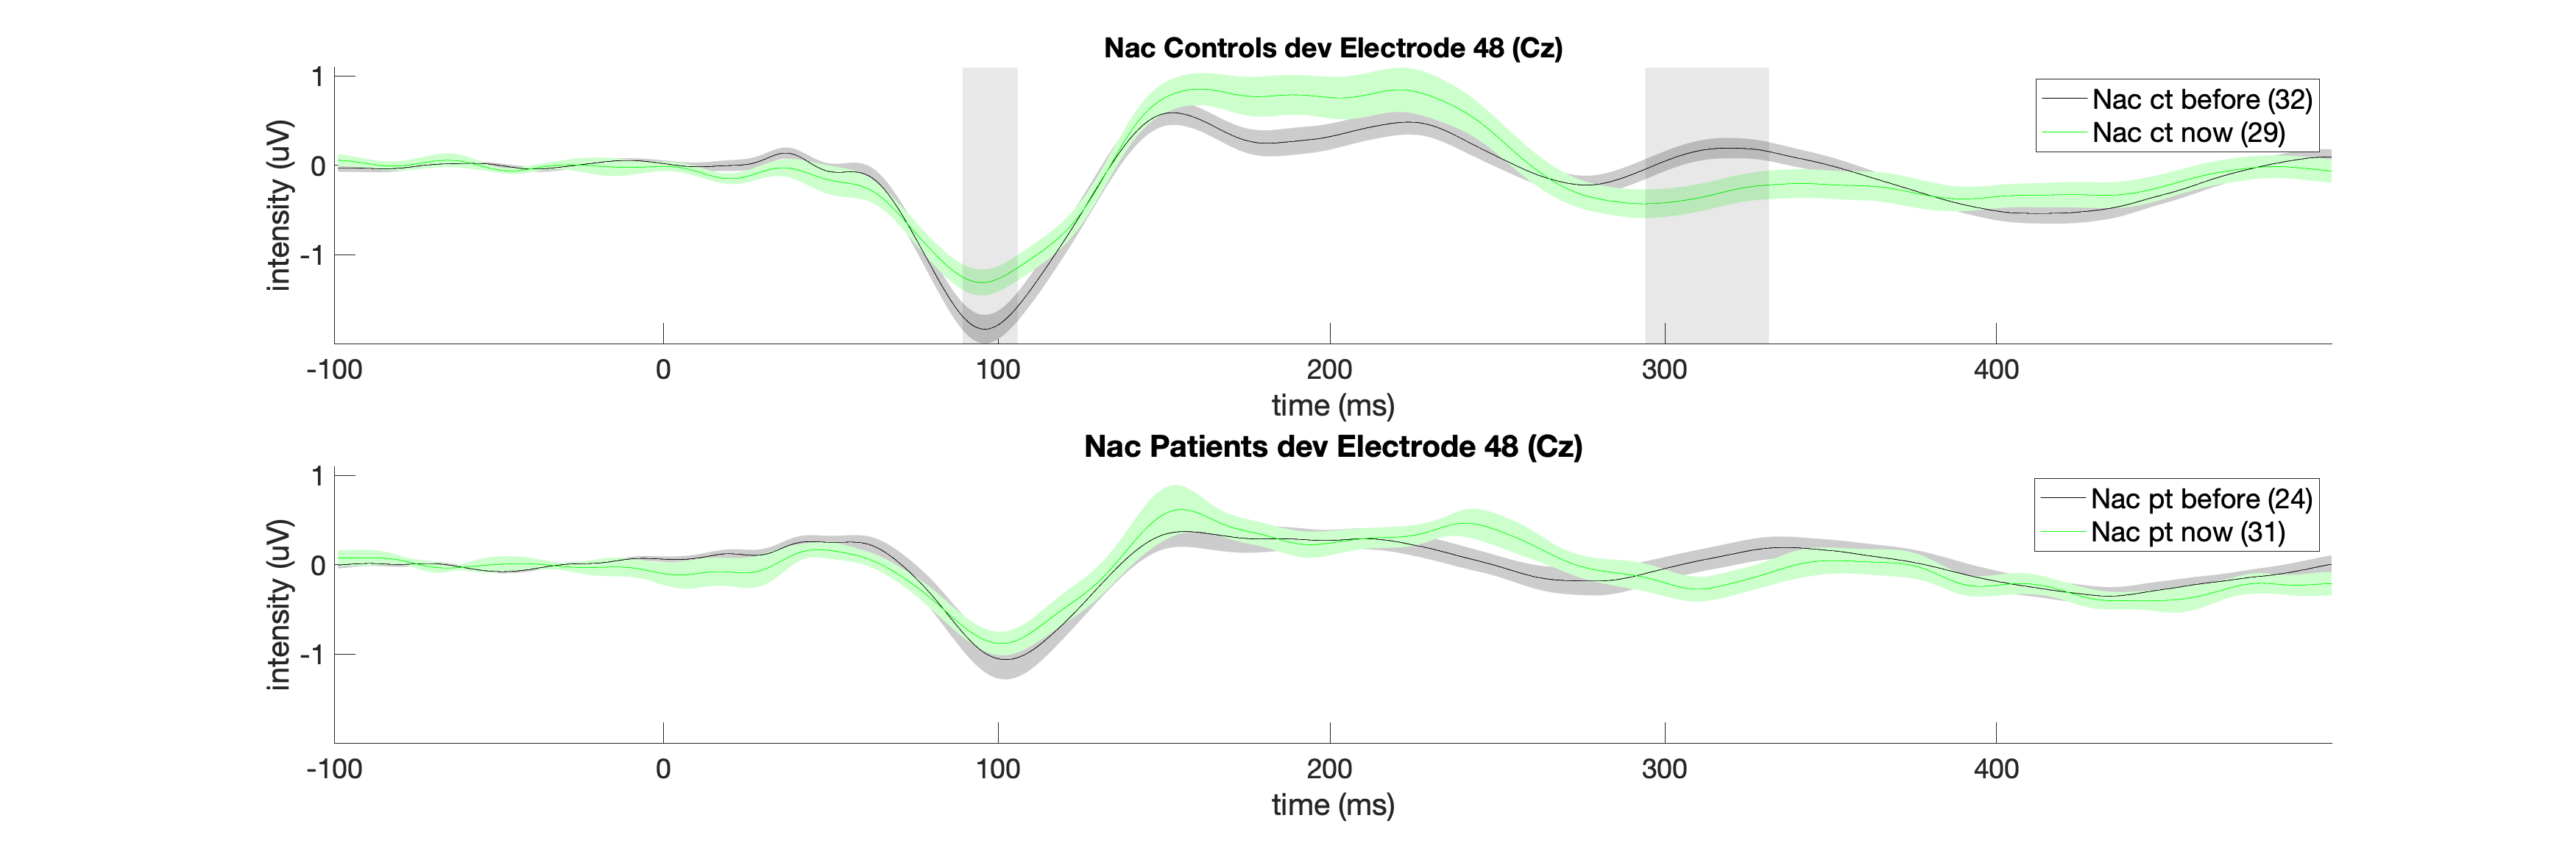 Nac Controls dev Electrode 48 (Cz)
1
0
-1
intensity (uV)
Nac ct before (32)
Nac ct now (29)
-100 0 100 200 300 400
time (ms)
Nac Patients dev Electrode 48 (Cz)
1
0
-1
intensity (uV)
Nac pt before (24)
Nac pt now (31)
-100 0 100 200 300 400
time (ms)